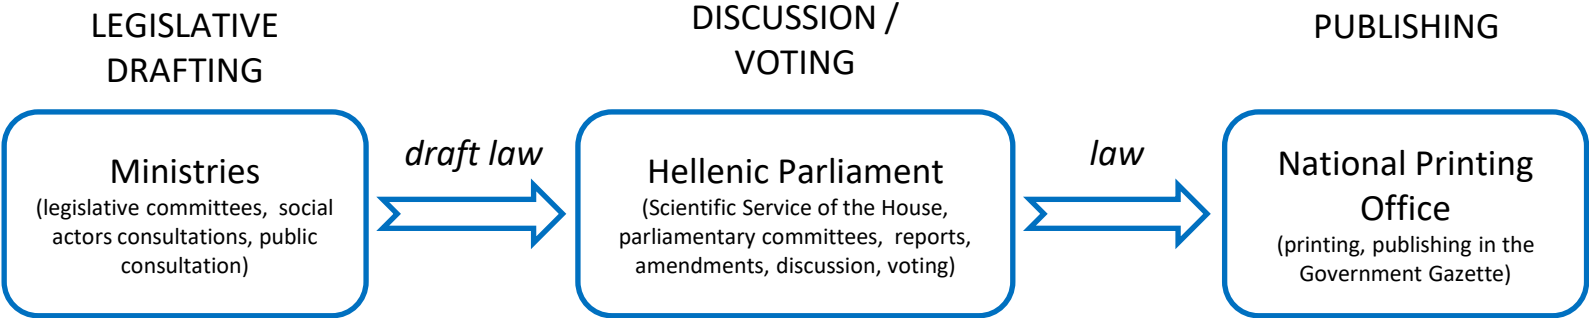 LEGISLATIVE
DRAFTING
DISCUSSION /
VOTING
PUBLISHING
Ministries
(legislative committees, social
actors consultations, public
consultation)
draft law
Hellenic Parliament
(Scientific Service of the House,
parliamentary committees, reports,
amendments, discussion, voting)
law
National Printing
Office
(printing, publishing in the
Government Gazette)